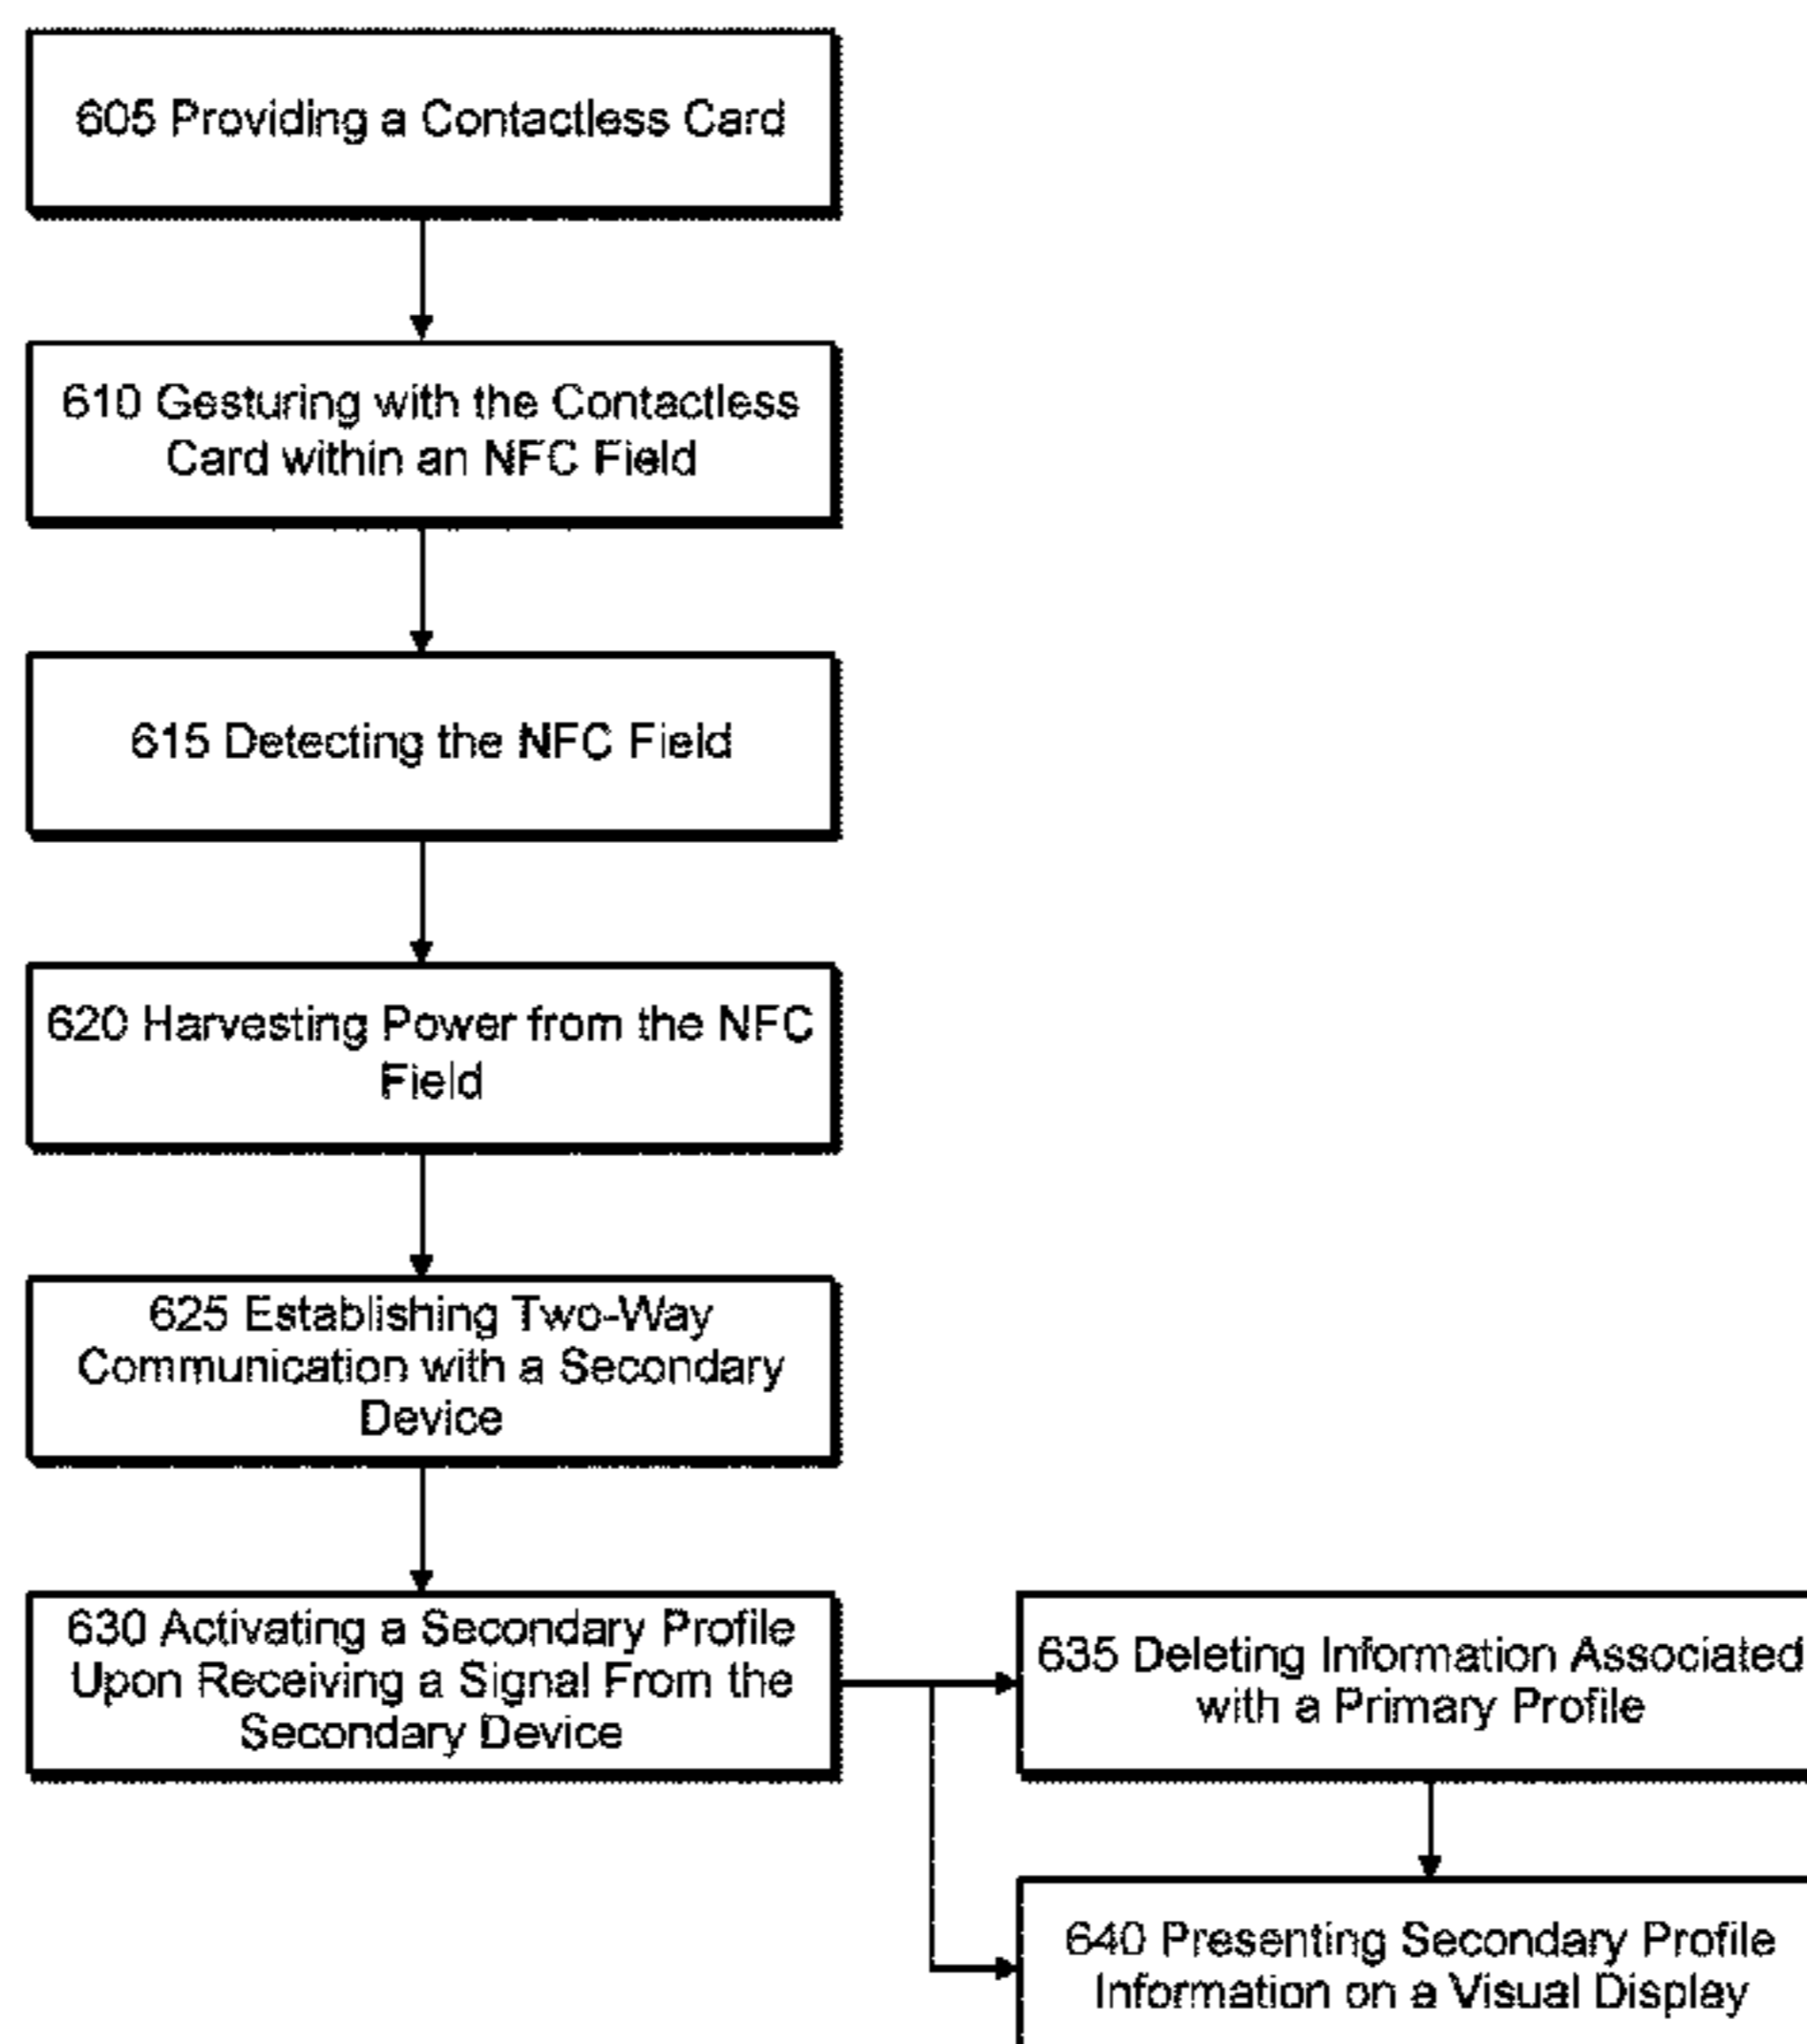 605 Providing a Contactless Card
610 Gesturing with the Contactless
Card within an NFC Field
615 Detecting the NFC Field
620 Harvesting Power from the NFC
Field
625 Establishing Two-Way
Communication with a Secondary
Device
630 Activating a Secondary Profile
Upon Receiving a Signal From the
Secondary Device
635 Deleting Information Associated
with a Primary Profile
640 Presenting Secondary Profile
Information on a Visual Display